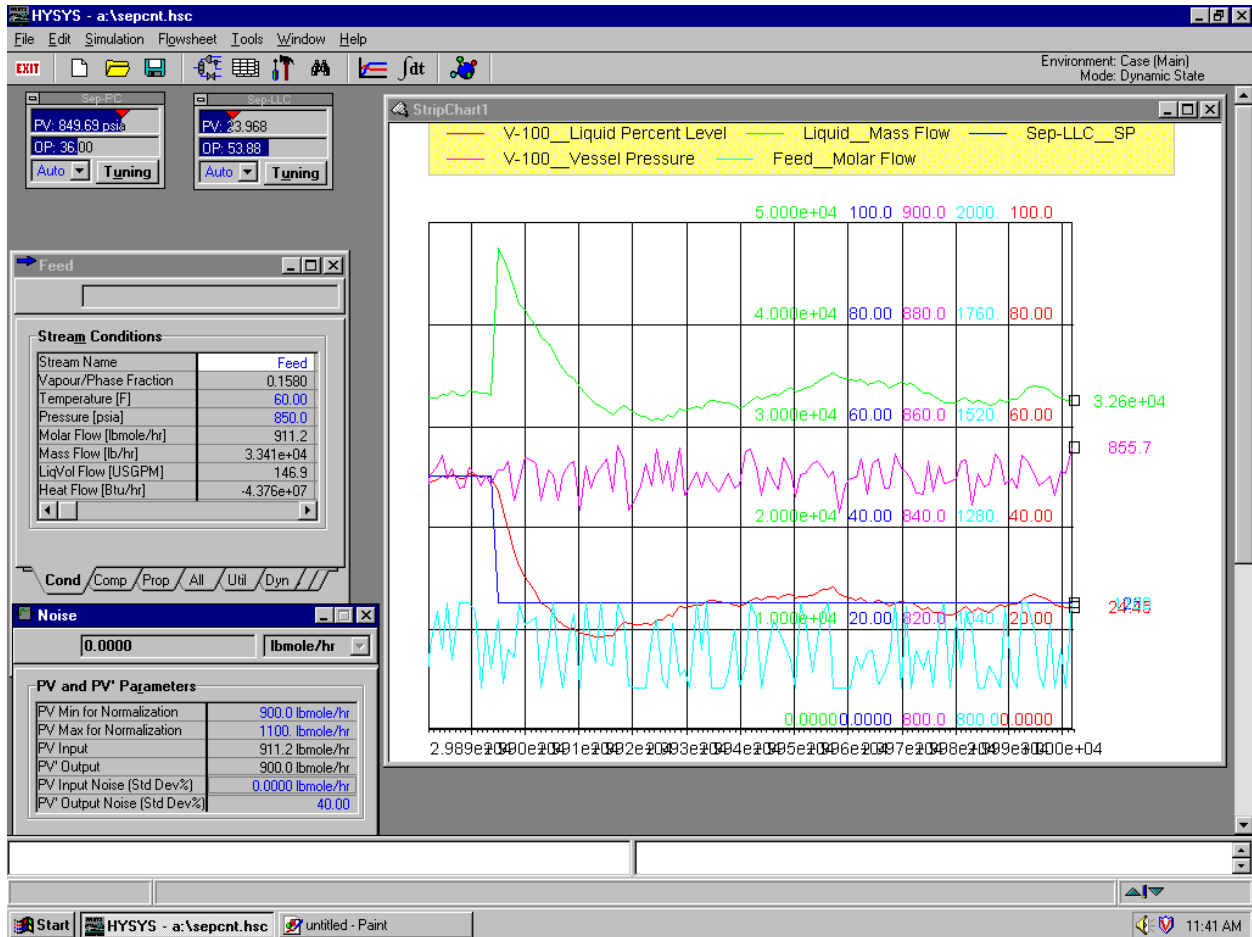 HYSYS - a:\sepcnt.hsc
File Edit Simulation Flowsheet Tools Window Help
EXIT ∫dt
Environment: Case (Main)
Mode: Dynamic State
Sep-PC
PV: 849.69 psia
OP: 36.00
Auto Tuning
Sep-LLC
PV: 23.968
OP: 53.88
Auto Tuning
StripChart1
V-100__Liquid Percent Level Liquid__Mass Flow Sep-LLC__SP
V-100__Vessel Pressure Feed__Molar Flow
5.000e+04 100.0 900.0 2000. 100.0
4.000e+04 80.00 880.0 1760. 80.00
3.26e+04
3.000e+04 60.00 860.0 1520. 60.00
855.7
2.000e+04 40.00 840.0 1280. 40.00
24.45
1.000e+04 20.00 820.0 1040. 20.00
0.0000 0.0000 800.0 800.0 0.0000
Feed
Stream Conditions
Stream Name Feed
Vapour/Phase Fraction 0.1580
Temperature [F] 60.00
Pressure [psia] 850.0
Molar Flow [lbmole/hr] 911.2
Mass Flow [lb/hr] 3.341e+04
LiqVol Flow [USGPM] 146.9
Heat Flow [Btu/hr] -4.376e+07
Cond Comp Prop All Util Dyn
Noise
0.0000 lbmole/hr
PV and PV' Parameters
PV Min for Normalization 900.0 lbmole/hr
PV Max for Normalization 1100. lbmole/hr
PV Input 911.2 lbmole/hr
PV' Output 900.0 lbmole/hr
PV Input Noise (Std Dev%) 0.0000 lbmole/hr
PV' Output Noise (Std Dev%) 40.00
Start HYSYS - a:\sepcnt.hsc untitled - Paint 11:41 AM